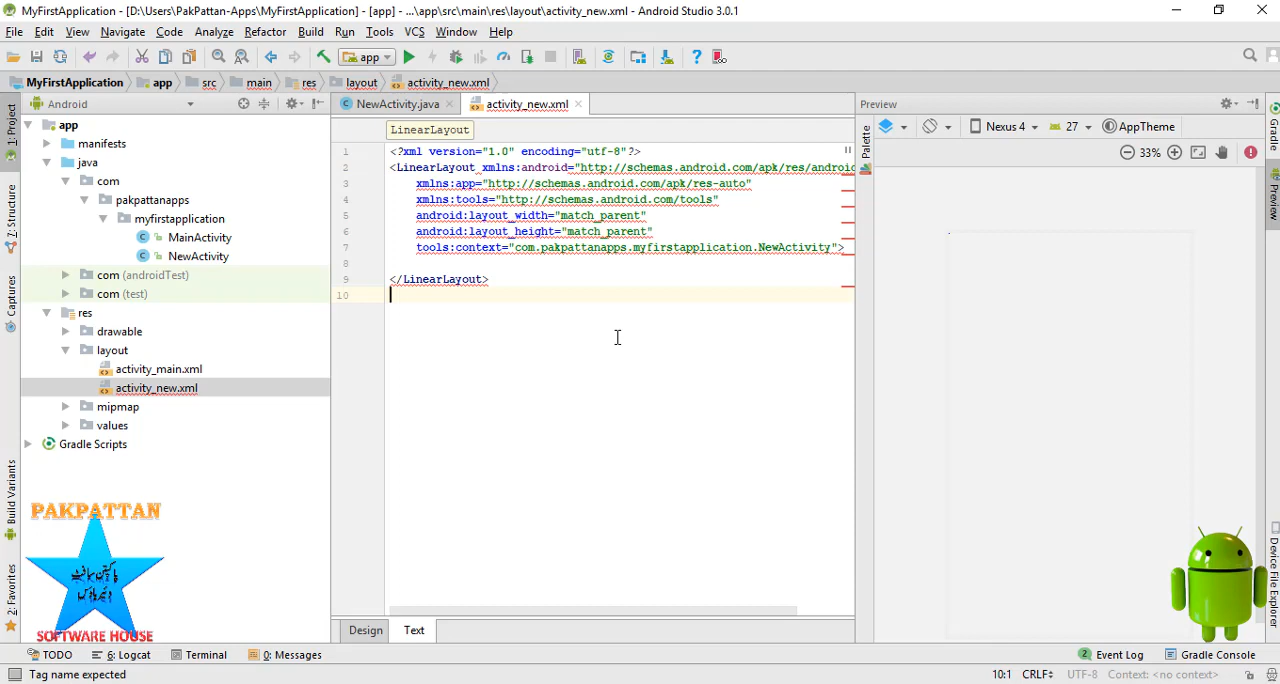 MyFirstApplication - [D:\Users\PakPattan-Apps\MyFirstApplication] - [app] - ...\app\src\main\res\layout\activity_new.xml - Android Studio 3.0.1
File Edit View Navigate Code Analyze Refactor Build Run Tools VCS Window Help
app
MyFirstApplication app src main res layout activity_new.xml
Android
NewActivity.java
activity_new.xml
Preview
1: Project
Z: Structure
Captures
Build Variants
2: Favorites
app
manifests
java
com
pakpattanapps
myfirstapplication
MainActivity
NewActivity
com (androidTest)
com (test)
res
drawable
layout
activity_main.xml
activity_new.xml
mipmap
values
Gradle Scripts
PAKPATTAN
پاکپتن سافٹ
وئیر ہاؤس
SOFTWARE HOUSE
LinearLayout
1 <?xml version="1.0" encoding="utf-8"?>
2 <LinearLayout xmlns:android="http://schemas.android.com/apk/res/androi
3 xmlns:app="http://schemas.android.com/apk/res-auto"
4 xmlns:tools="http://schemas.android.com/tools"
5 android:layout_width="match_parent"
6 android:layout_height="match_parent"
7 tools:context="com.pakpattanapps.myfirstapplication.NewActivity">
8
9 </LinearLayout>
10
Design Text
Palette
Nexus 4 27 AppTheme
33%
Gradle
Preview
Device File Explorer
TODO 6: Logcat Terminal 0: Messages 2 Event Log Gradle Console
Tag name expected 10:1 CRLF UTF-8 Context: <no context>